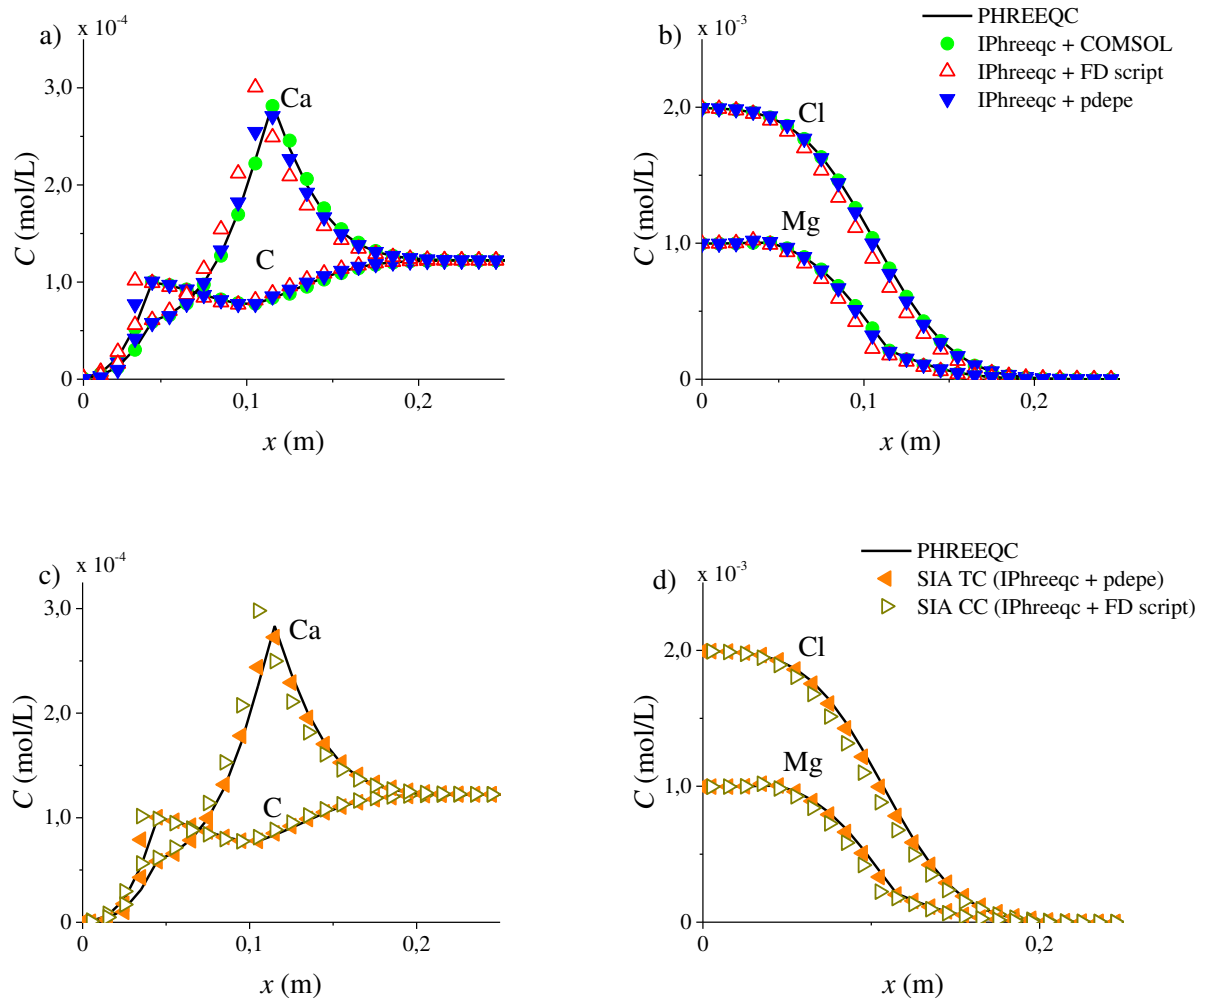 a)
x 10-4
3,0
2,0
1,0
0
0
0,1
0,2
C (mol/L)
x (m)
Ca
C
b)
x 10-3
PHREEQC
IPhreeqc + COMSOL
IPhreeqc + FD script
IPhreeqc + pdepe
2,0
1,0
0
0
0,1
0,2
C (mol/L)
x (m)
Cl
Mg
c)
x 10-4
3,0
2,0
1,0
0
0
0,1
0,2
C (mol/L)
x (m)
Ca
C
d)
x 10-3
PHREEQC
SIA TC (IPhreeqc + pdepe)
SIA CC (IPhreeqc + FD script)
2,0
1,0
0
0
0,2
C (mol/L)
x (m)
Cl
Mg